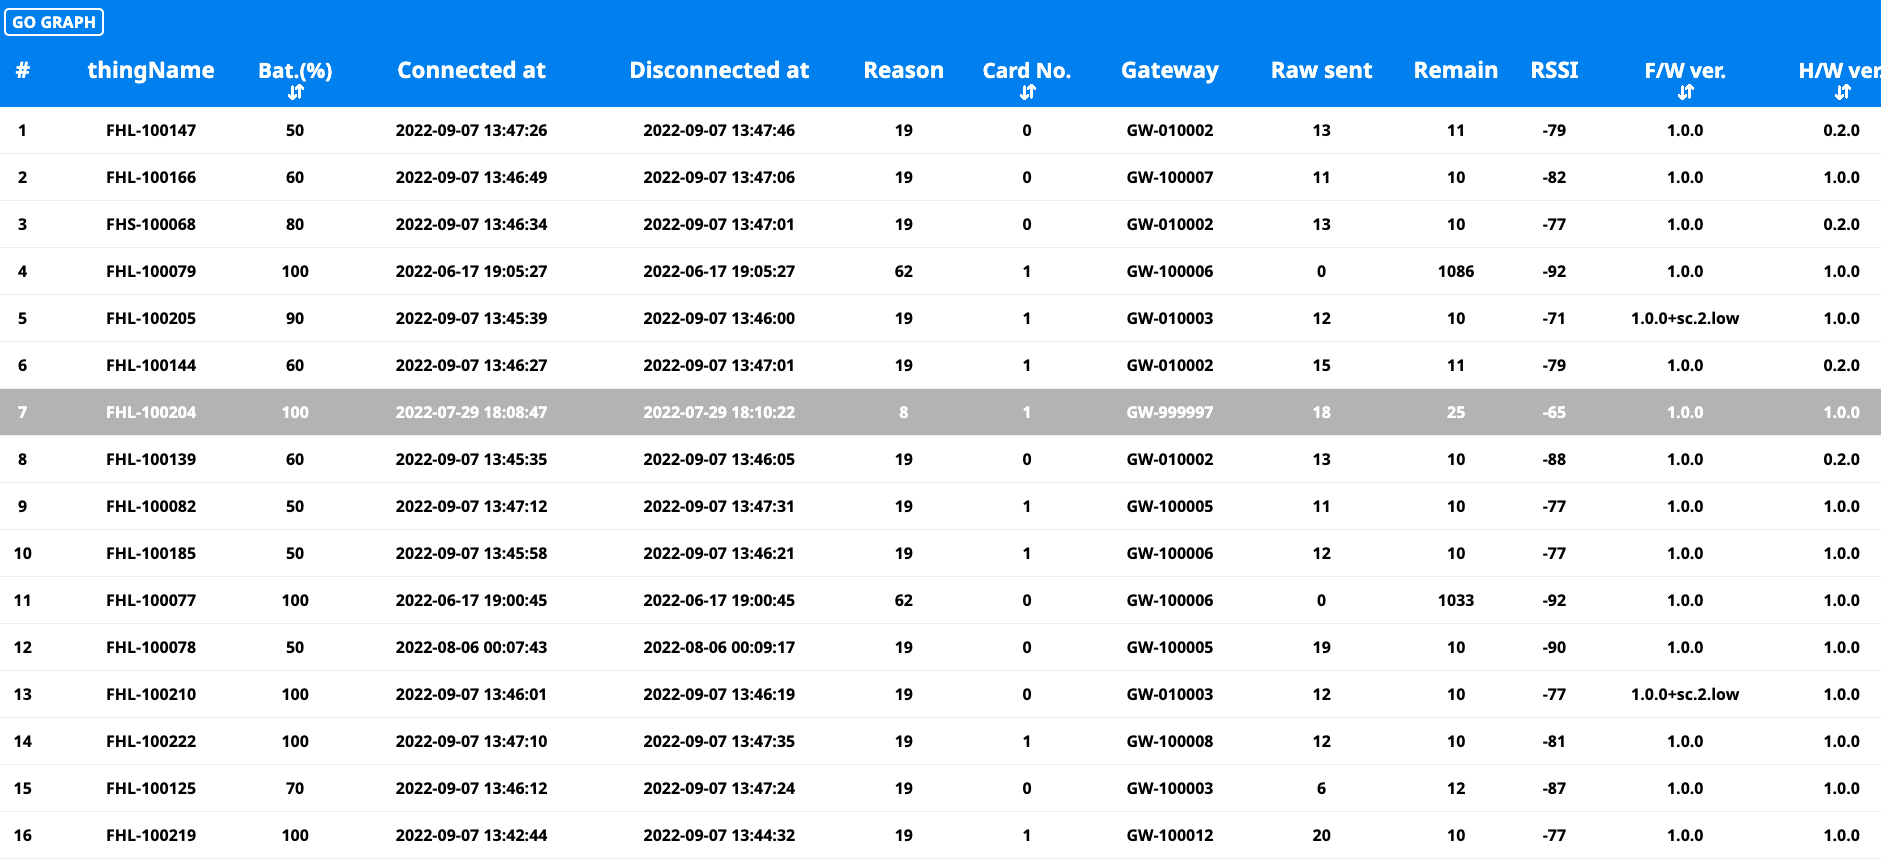 GO GRAPH
# thingName Bat.(%) Connected at Disconnected at Reason Card No. Gateway Raw sent Remain RSSI F/W ver. H/W ver.
1 FHL-100147 50 2022-09-07 13:47:26 2022-09-07 13:47:46 19 0 GW-010002 13 11 -79 1.0.0 0.2.0
2 FHL-100166 60 2022-09-07 13:46:49 2022-09-07 13:47:06 19 0 GW-100007 11 10 -82 1.0.0 1.0.0
3 FHS-100068 80 2022-09-07 13:46:34 2022-09-07 13:47:01 19 0 GW-010002 13 10 -77 1.0.0 0.2.0
4 FHL-100079 100 2022-06-17 19:05:27 2022-06-17 19:05:27 62 1 GW-100006 0 1086 -92 1.0.0 1.0.0
5 FHL-100205 90 2022-09-07 13:45:39 2022-09-07 13:46:00 19 1 GW-010003 12 10 -71 1.0.0+sc.2.low 1.0.0
6 FHL-100144 60 2022-09-07 13:46:27 2022-09-07 13:47:01 19 1 GW-010002 15 11 -79 1.0.0 0.2.0
7 FHL-100204 100 2022-07-29 18:08:47 2022-07-29 18:10:22 8 1 GW-999997 18 25 -65 1.0.0 1.0.0
8 FHL-100139 60 2022-09-07 13:45:35 2022-09-07 13:46:05 19 0 GW-010002 13 10 -88 1.0.0 0.2.0
9 FHL-100082 50 2022-09-07 13:47:12 2022-09-07 13:47:31 19 1 GW-100005 11 10 -77 1.0.0 1.0.0
10 FHL-100185 50 2022-09-07 13:45:58 2022-09-07 13:46:21 19 1 GW-100006 12 10 -77 1.0.0 1.0.0
11 FHL-100077 100 2022-06-17 19:00:45 2022-06-17 19:00:45 62 0 GW-100006 0 1033 -92 1.0.0 1.0.0
12 FHL-100078 50 2022-08-06 00:07:43 2022-08-06 00:09:17 19 0 GW-100005 19 10 -90 1.0.0 1.0.0
13 FHL-100210 100 2022-09-07 13:46:01 2022-09-07 13:46:19 19 0 GW-010003 12 10 -77 1.0.0+sc.2.low 1.0.0
14 FHL-100222 100 2022-09-07 13:47:10 2022-09-07 13:47:35 19 1 GW-100008 12 10 -81 1.0.0 1.0.0
15 FHL-100125 70 2022-09-07 13:46:12 2022-09-07 13:47:24 19 0 GW-100003 6 12 -87 1.0.0 1.0.0
16 FHL-100219 100 2022-09-07 13:42:44 2022-09-07 13:44:32 19 1 GW-100012 20 10 -77 1.0.0 1.0.0